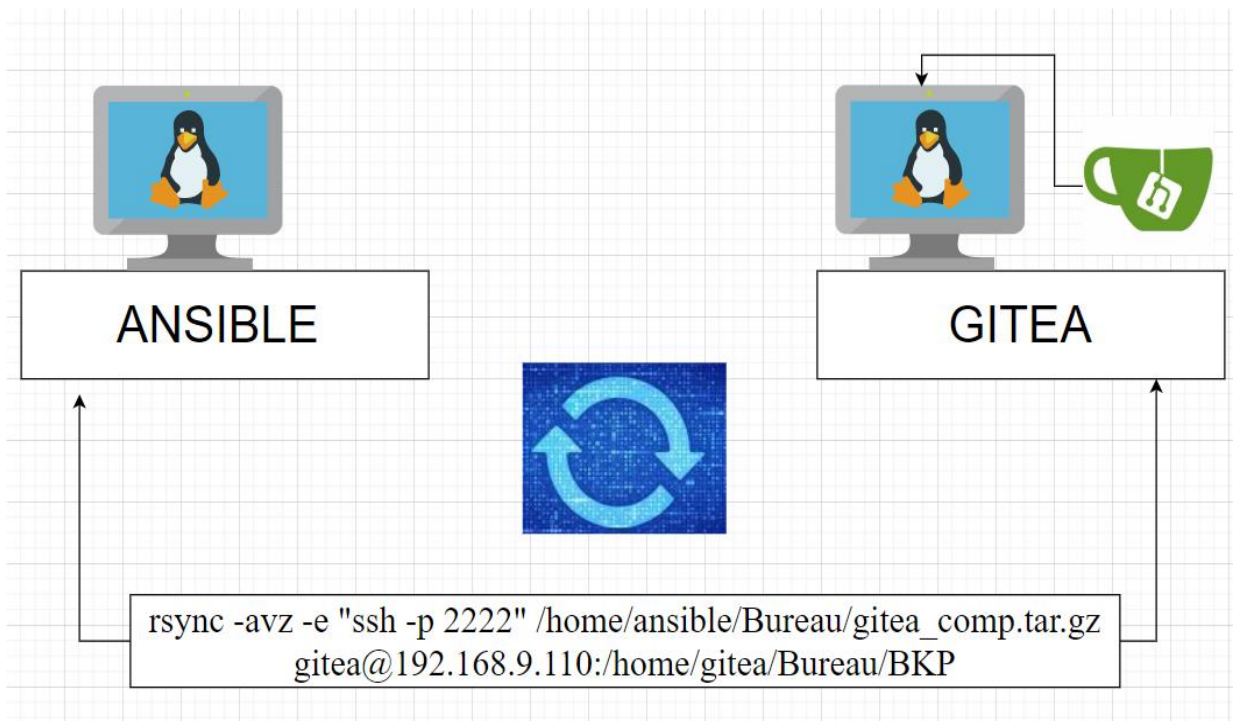 ANSIBLE
GITEA
rsync -avz -e "ssh -p 2222" /home/ansible/Bureau/gitea_comp.tar.gz
gitea@192.168.9.110:/home/gitea/Bureau/BKP